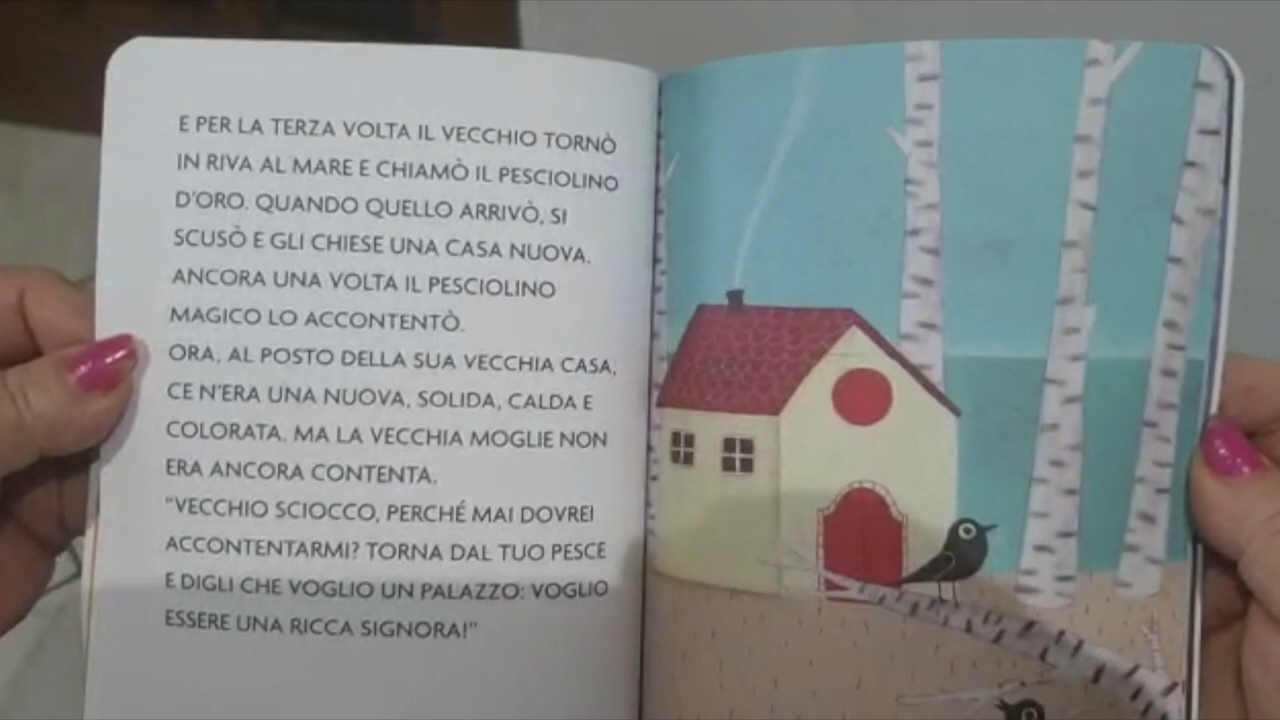 E PER LA TERZA VOLTA IL VECCHIO TORNÒ
IN RIVA AL MARE E CHIAMÒ IL PESCIOLINO
D'ORO. QUANDO QUELLO ARRIVÒ, SI
SCUSÒ E GLI CHIESE UNA CASA NUOVA.
ANCORA UNA VOLTA IL PESCIOLINO
MAGICO LO ACCONTENTÒ.
ORA, AL POSTO DELLA SUA VECCHIA CASA,
CE N'ERA UNA NUOVA, SOLIDA, CALDA E
COLORATA. MA LA VECCHIA MOGLIE NON
ERA ANCORA CONTENTA.
"VECCHIO SCIOCCO, PERCHÉ MAI DOVREI
ACCONTENTARMI? TORNA DAL TUO PESCE
E DIGLI CHE VOGLIO UN PALAZZO: VOGLIO
ESSERE UNA RICCA SIGNORA!"